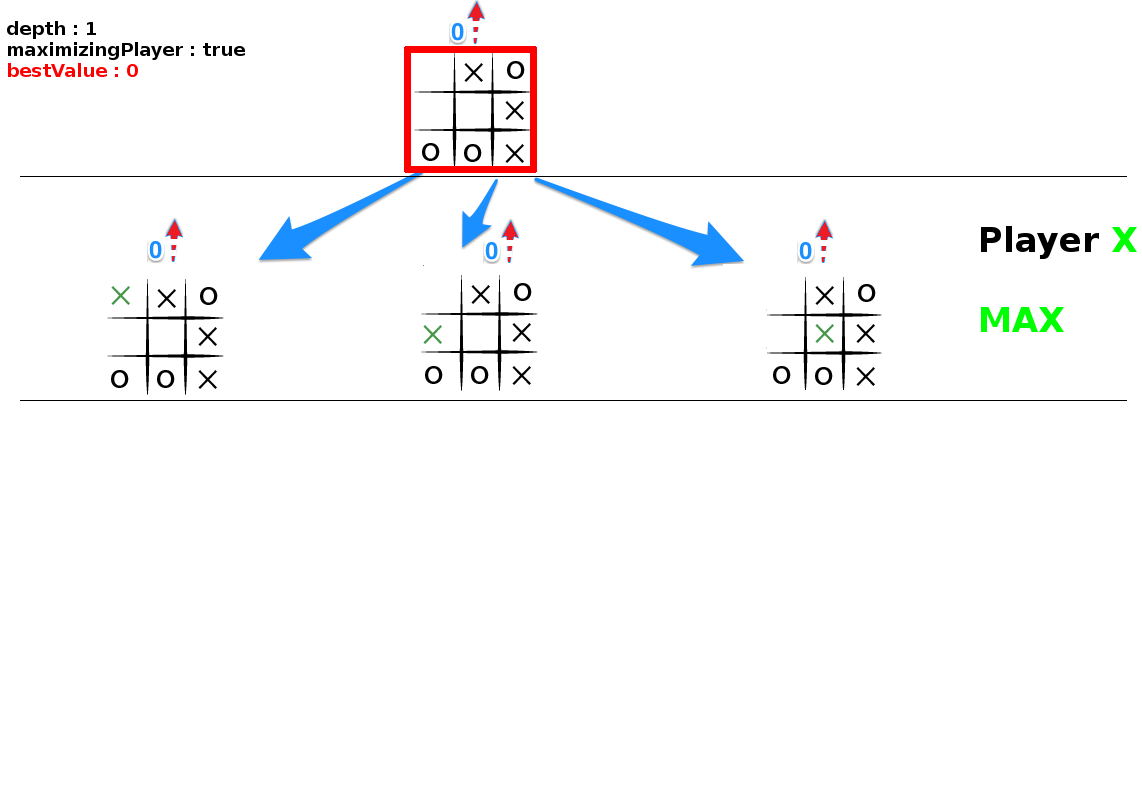 depth : 1
maximizingPlayer : true
bestValue : 0
0
× O
×
O O ×
0
0
0
Player X
MAX
× × O
×
O O ×
× O
× ×
O O ×
× O
× ×
O O ×